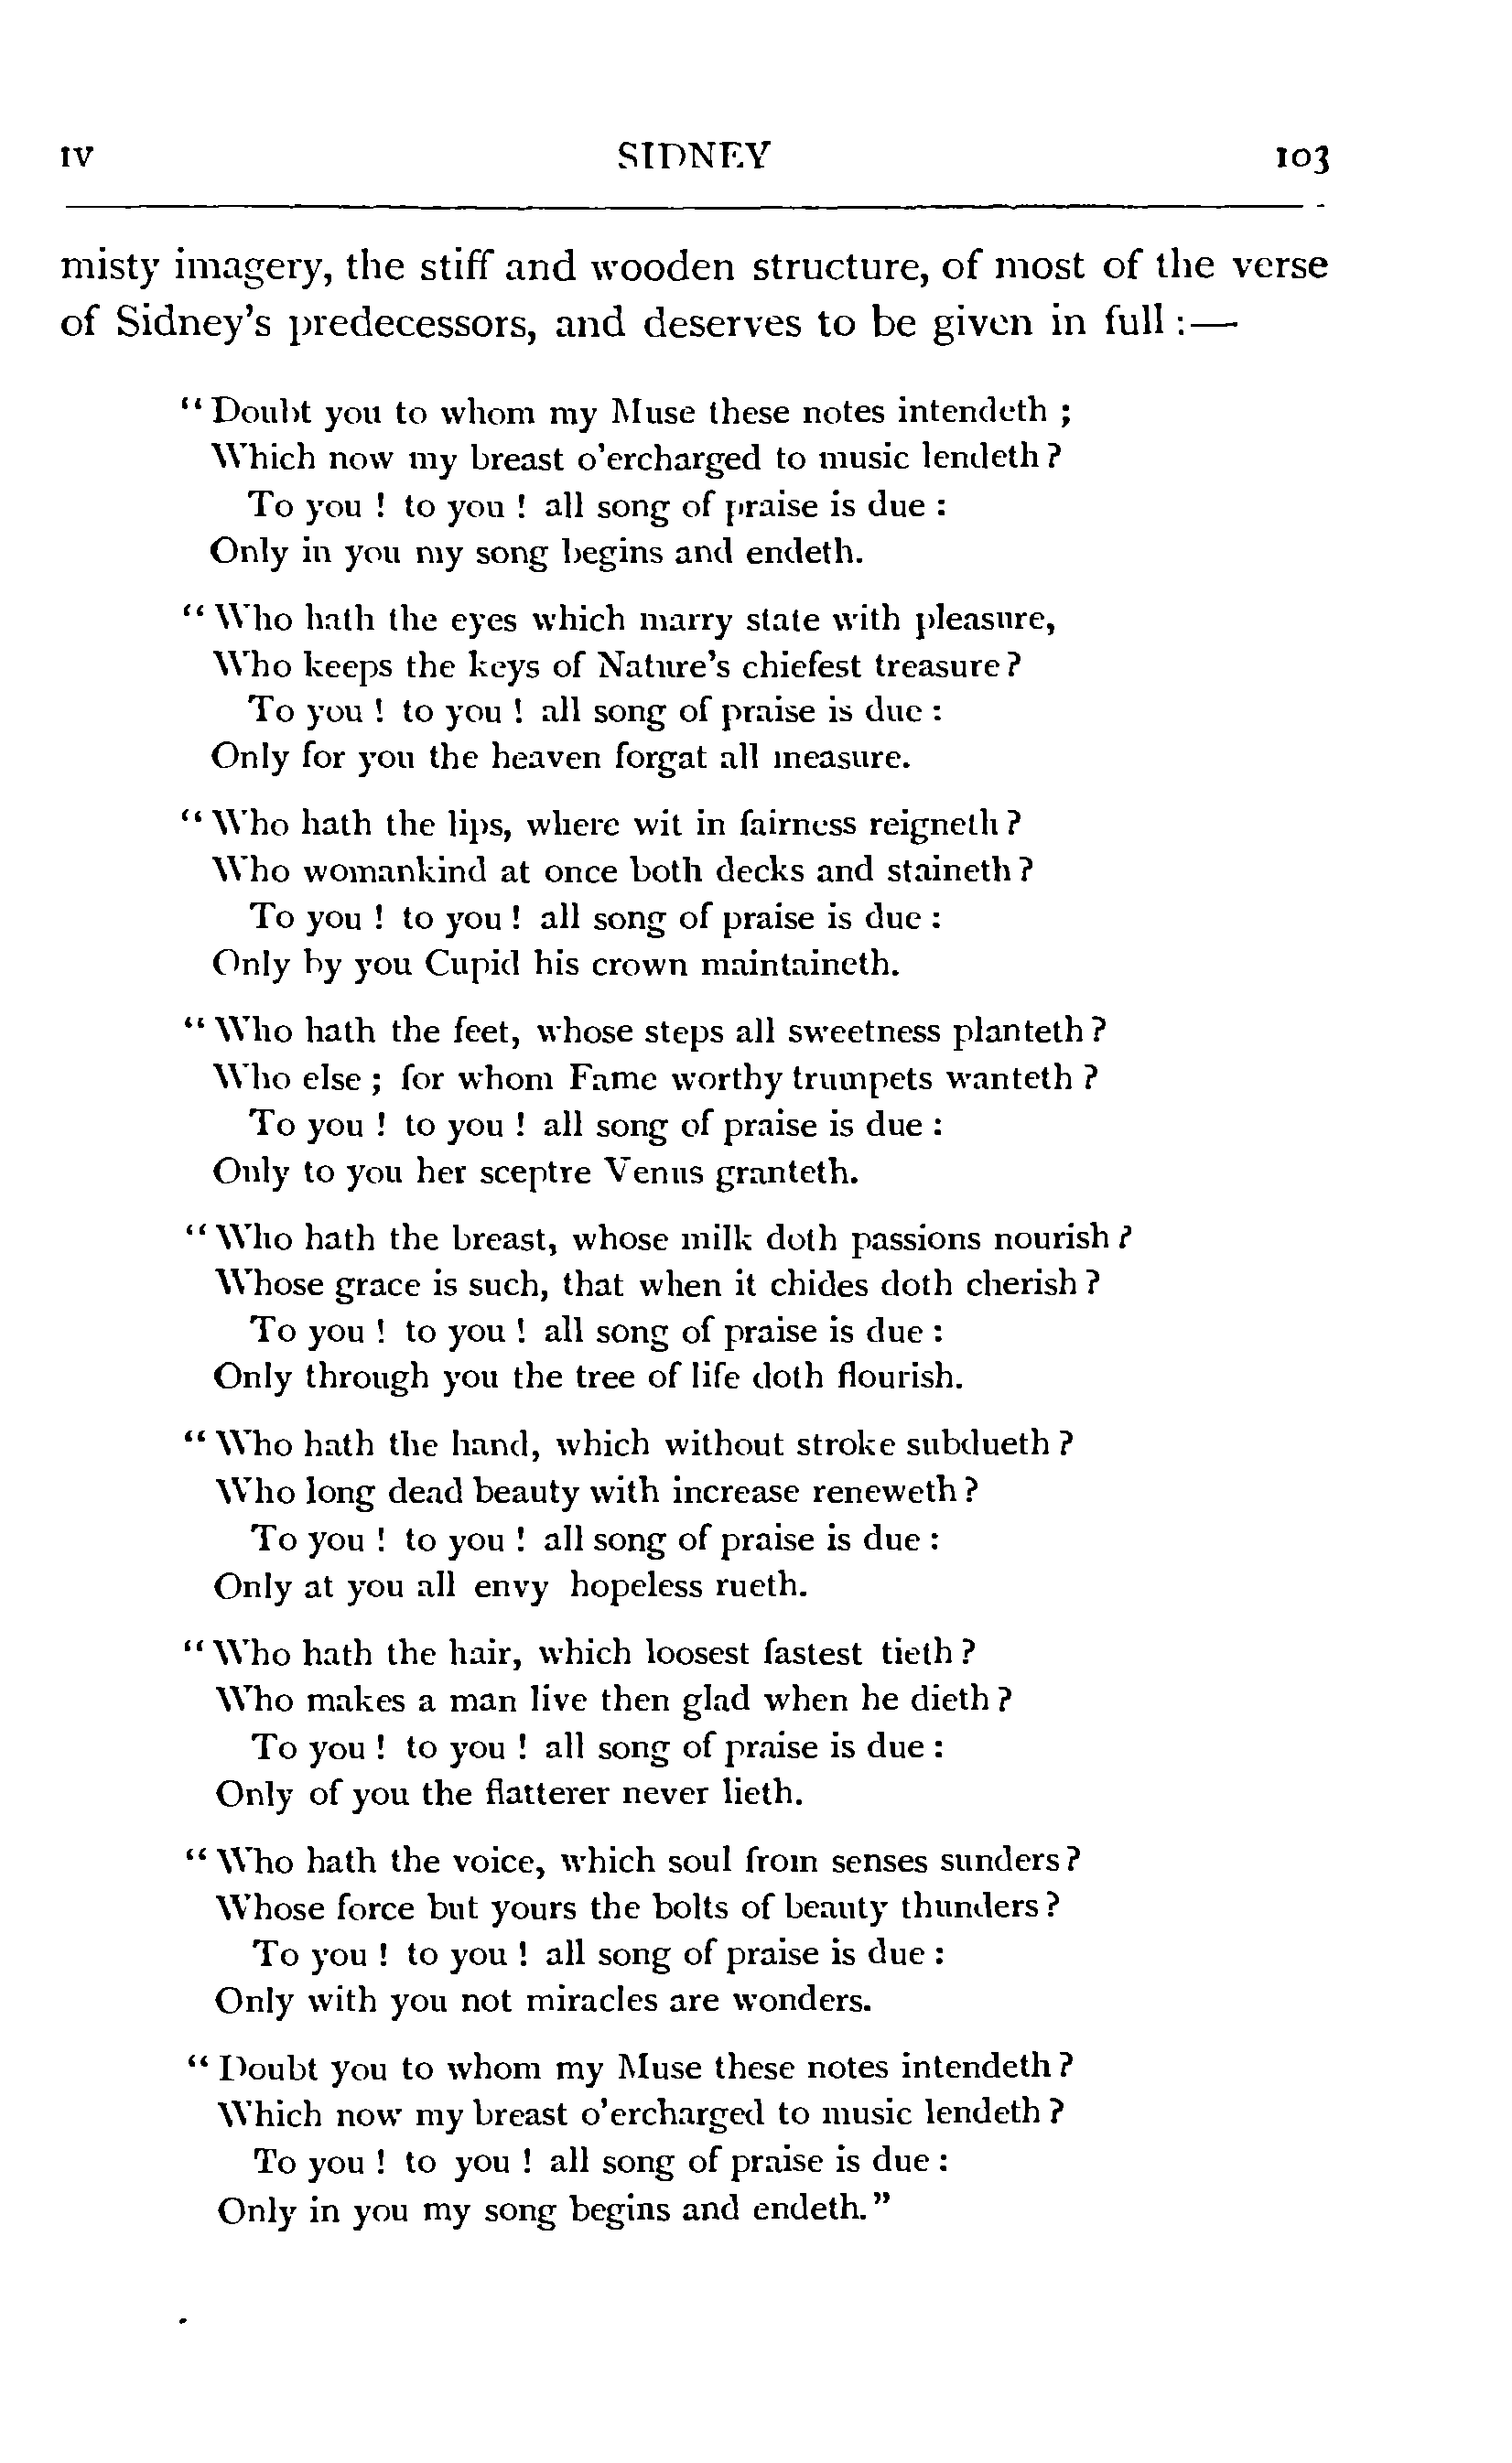 IV SIDNEY 103
misty imagery, the stiff and wooden structure, of most of the verse
of Sidney's predecessors, and deserves to be given in full :—
“ Doubt you to whom my Muse these notes intendeth ;
Which now my breast o'ercharged to music lendeth ?
To you ! to you ! all song of praise is due :
Only in you my song begins and endeth.
“ Who hath the eyes which marry state with pleasure,
Who keeps the keys of Nature's chiefest treasure ?
To you ! to you ! all song of praise is due :
Only for you the heaven forgat all measure.
“ Who hath the lips, where wit in fairness reigneth ?
Who womankind at once both decks and staineth ?
To you ! to you ! all song of praise is due :
Only by you Cupid his crown maintaineth.
“ Who hath the feet, whose steps all sweetness planteth ?
Who else ; for whom Fame worthy trumpets wanteth ?
To you ! to you ! all song of praise is due :
Only to you her sceptre Venus granteth.
“ Who hath the breast, whose milk doth passions nourish ?
Whose grace is such, that when it chides doth cherish ?
To you ! to you ! all song of praise is due :
Only through you the tree of life doth flourish.
“ Who hath the hand, which without stroke subdueth ?
Who long dead beauty with increase reneweth ?
To you ! to you ! all song of praise is due :
Only at you all envy hopeless rueth.
“ Who hath the hair, which loosest fastest tieth ?
Who makes a man live then glad when he dieth ?
To you ! to you ! all song of praise is due :
Only of you the flatterer never lieth.
“ Who hath the voice, which soul from senses sunders ?
Whose force but yours the bolts of beauty thunders ?
To you ! to you ! all song of praise is due :
Only with you not miracles are wonders.
“ Doubt you to whom my Muse these notes intendeth ?
Which now my breast o'ercharged to music lendeth ?
To you ! to you ! all song of praise is due :
Only in you my song begins and endeth.”